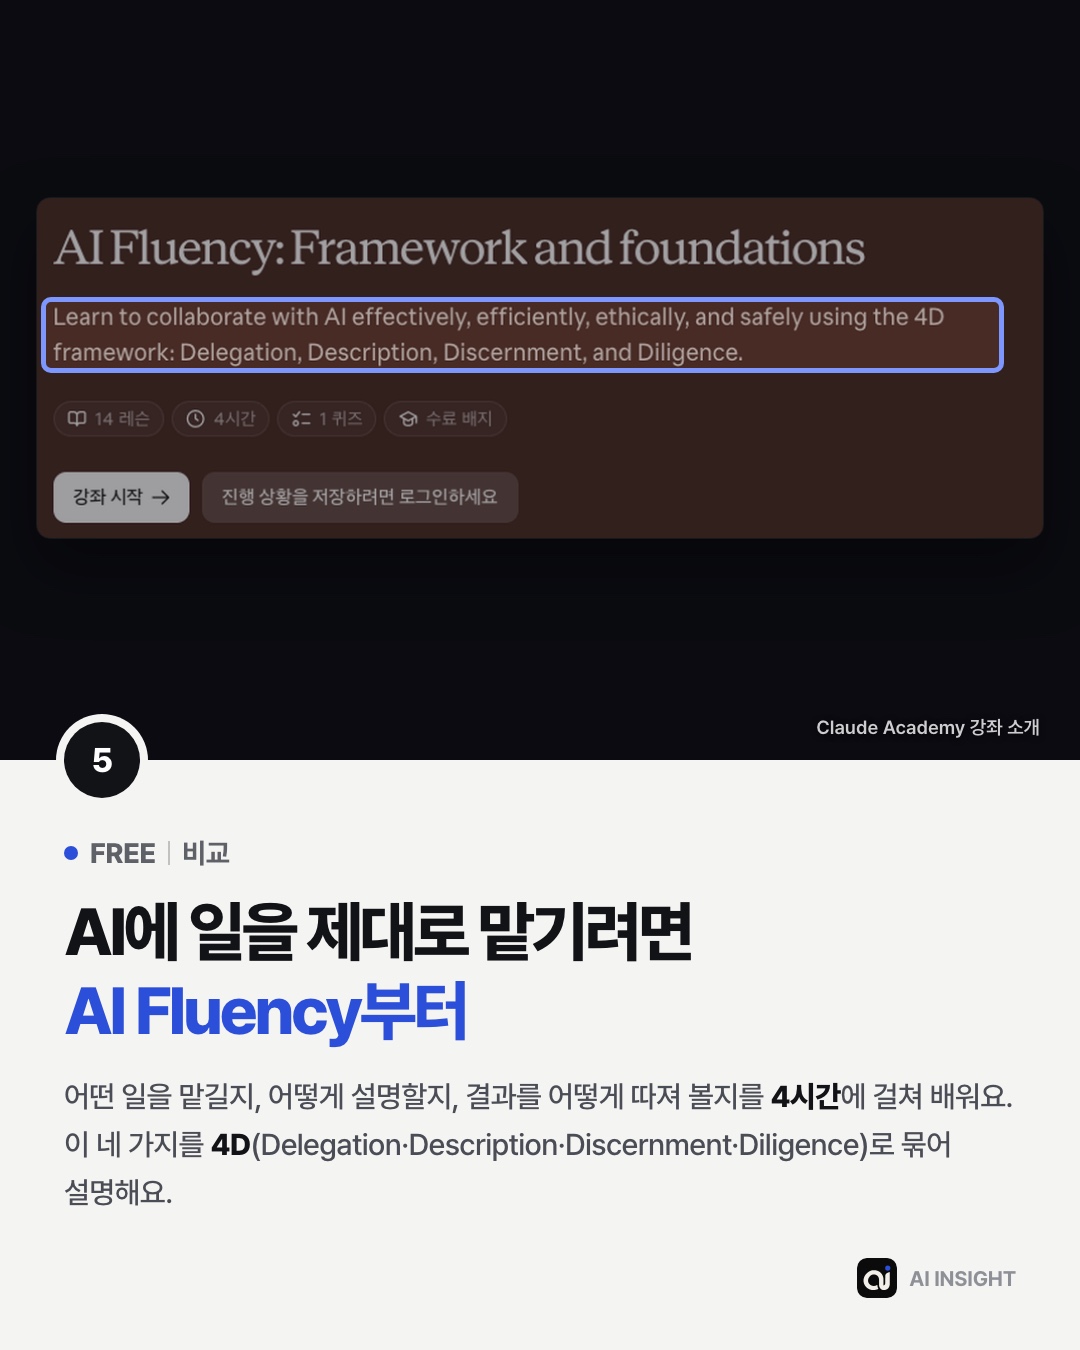 AI Fluency: Framework and foundations
Learn to collaborate with AI effectively, efficiently, ethically, and safely using the 4D
framework: Delegation, Description, Discernment, and Diligence.
14 레슨 4시간 1 퀴즈 수료 배지
강좌 시작 → 진행 상황을 저장하려면 로그인하세요
Claude Academy 강좌 소개
5
FREE | 비교
AI에 일을 제대로 맡기려면
AI Fluency부터
어떤 일을 맡길지, 어떻게 설명할지, 결과를 어떻게 따져 볼지를 4시간에 걸쳐 배워요.
이 네 가지를 4D(Delegation·Description·Discernment·Diligence)로 묶어
설명해요.
ai AI INSIGHT